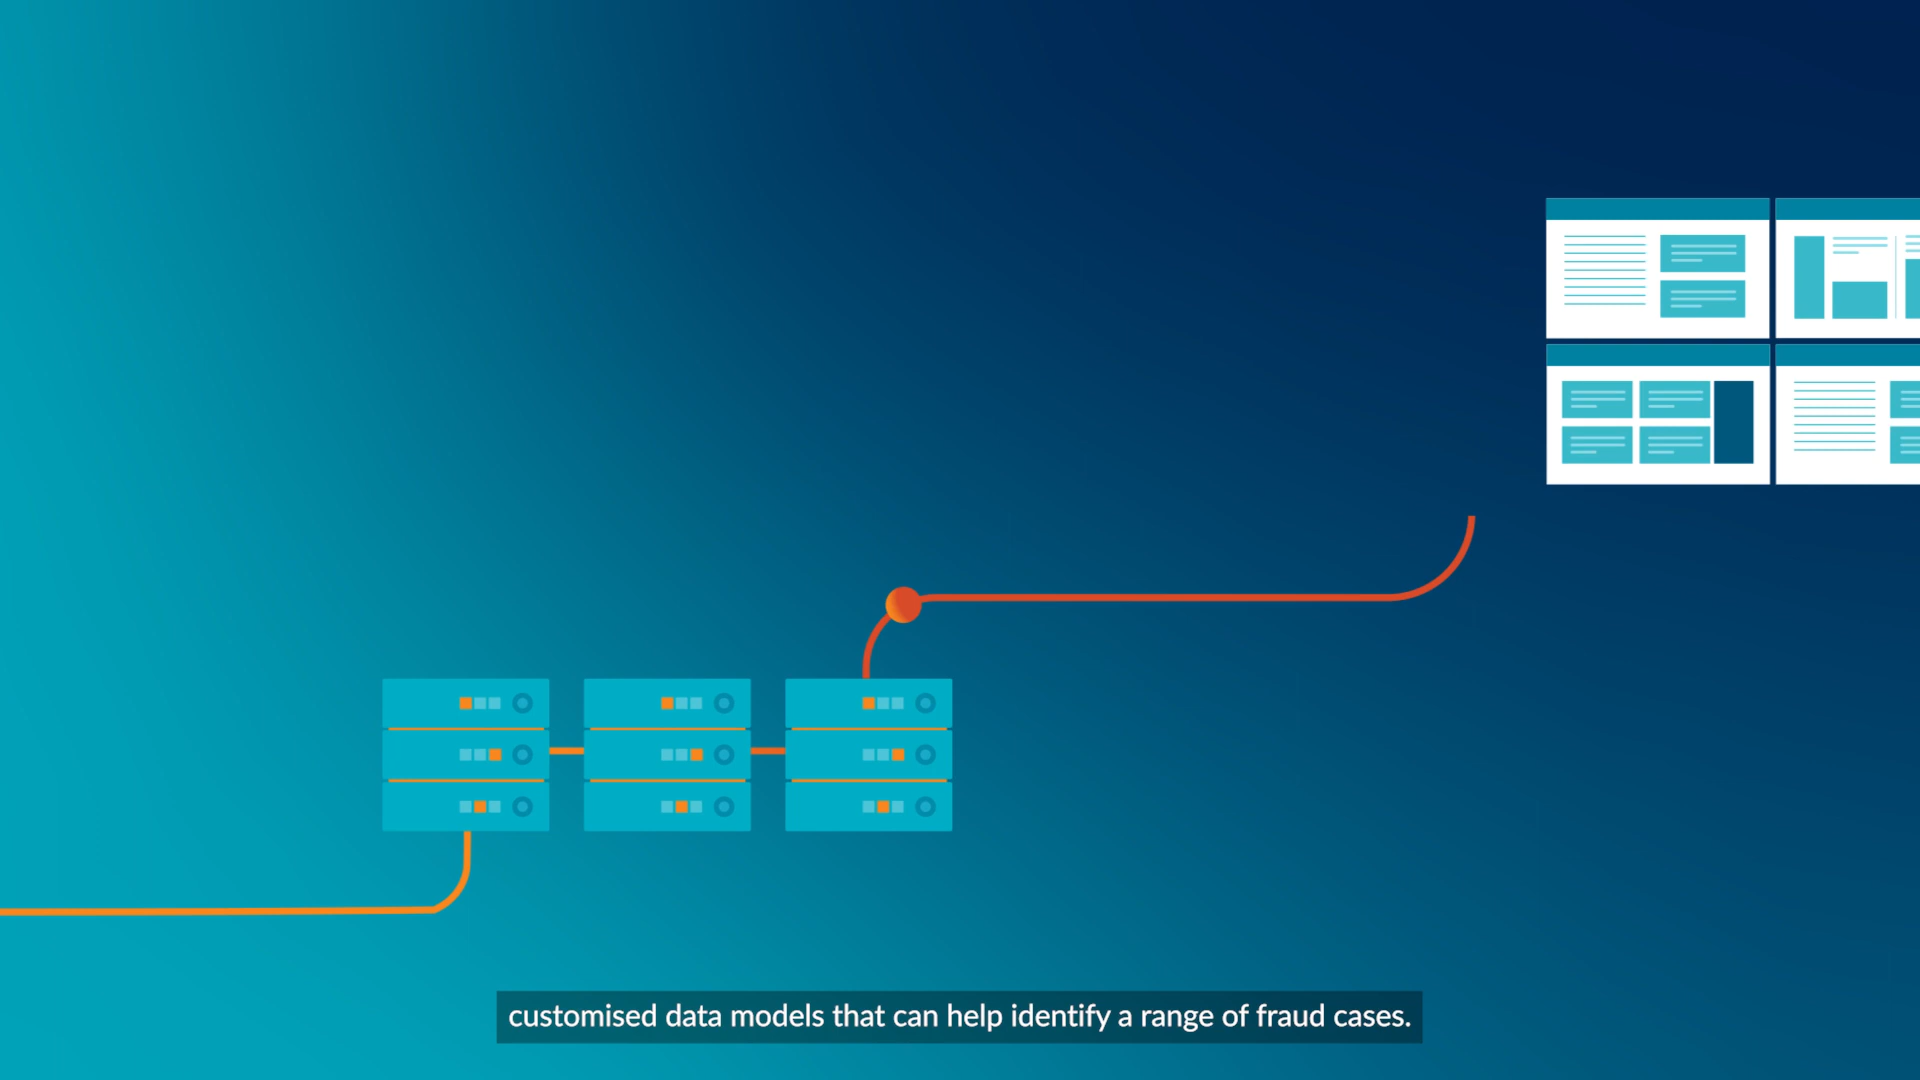 customised data models that can help identify a range of fraud cases.